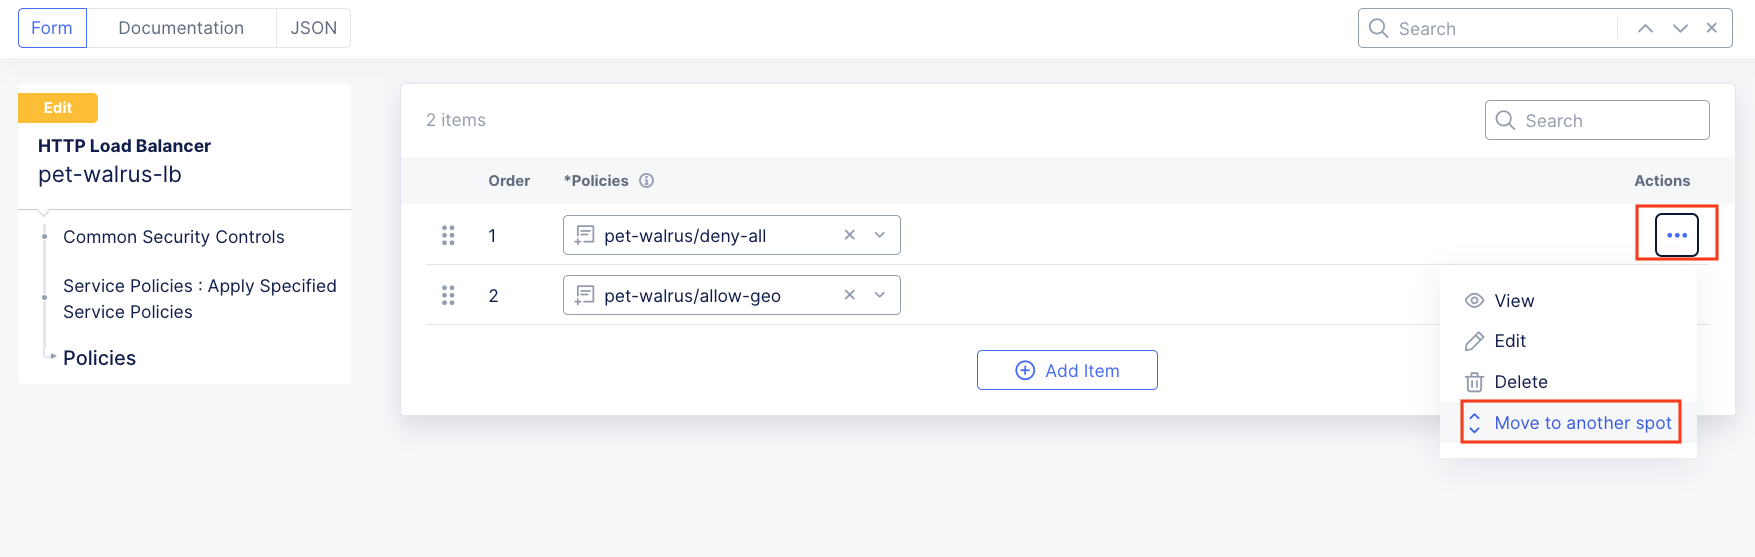 Form
Documentation
JSON
Search
Edit
HTTP Load Balancer
pet-walrus-lb
Common Security Controls
Service Policies : Apply Specified
Service Policies
Policies
2 items
Search
Order
*Policies
Actions
1
pet-walrus/deny-all
2
pet-walrus/allow-geo
Add Item
View
Edit
Delete
Move to another spot